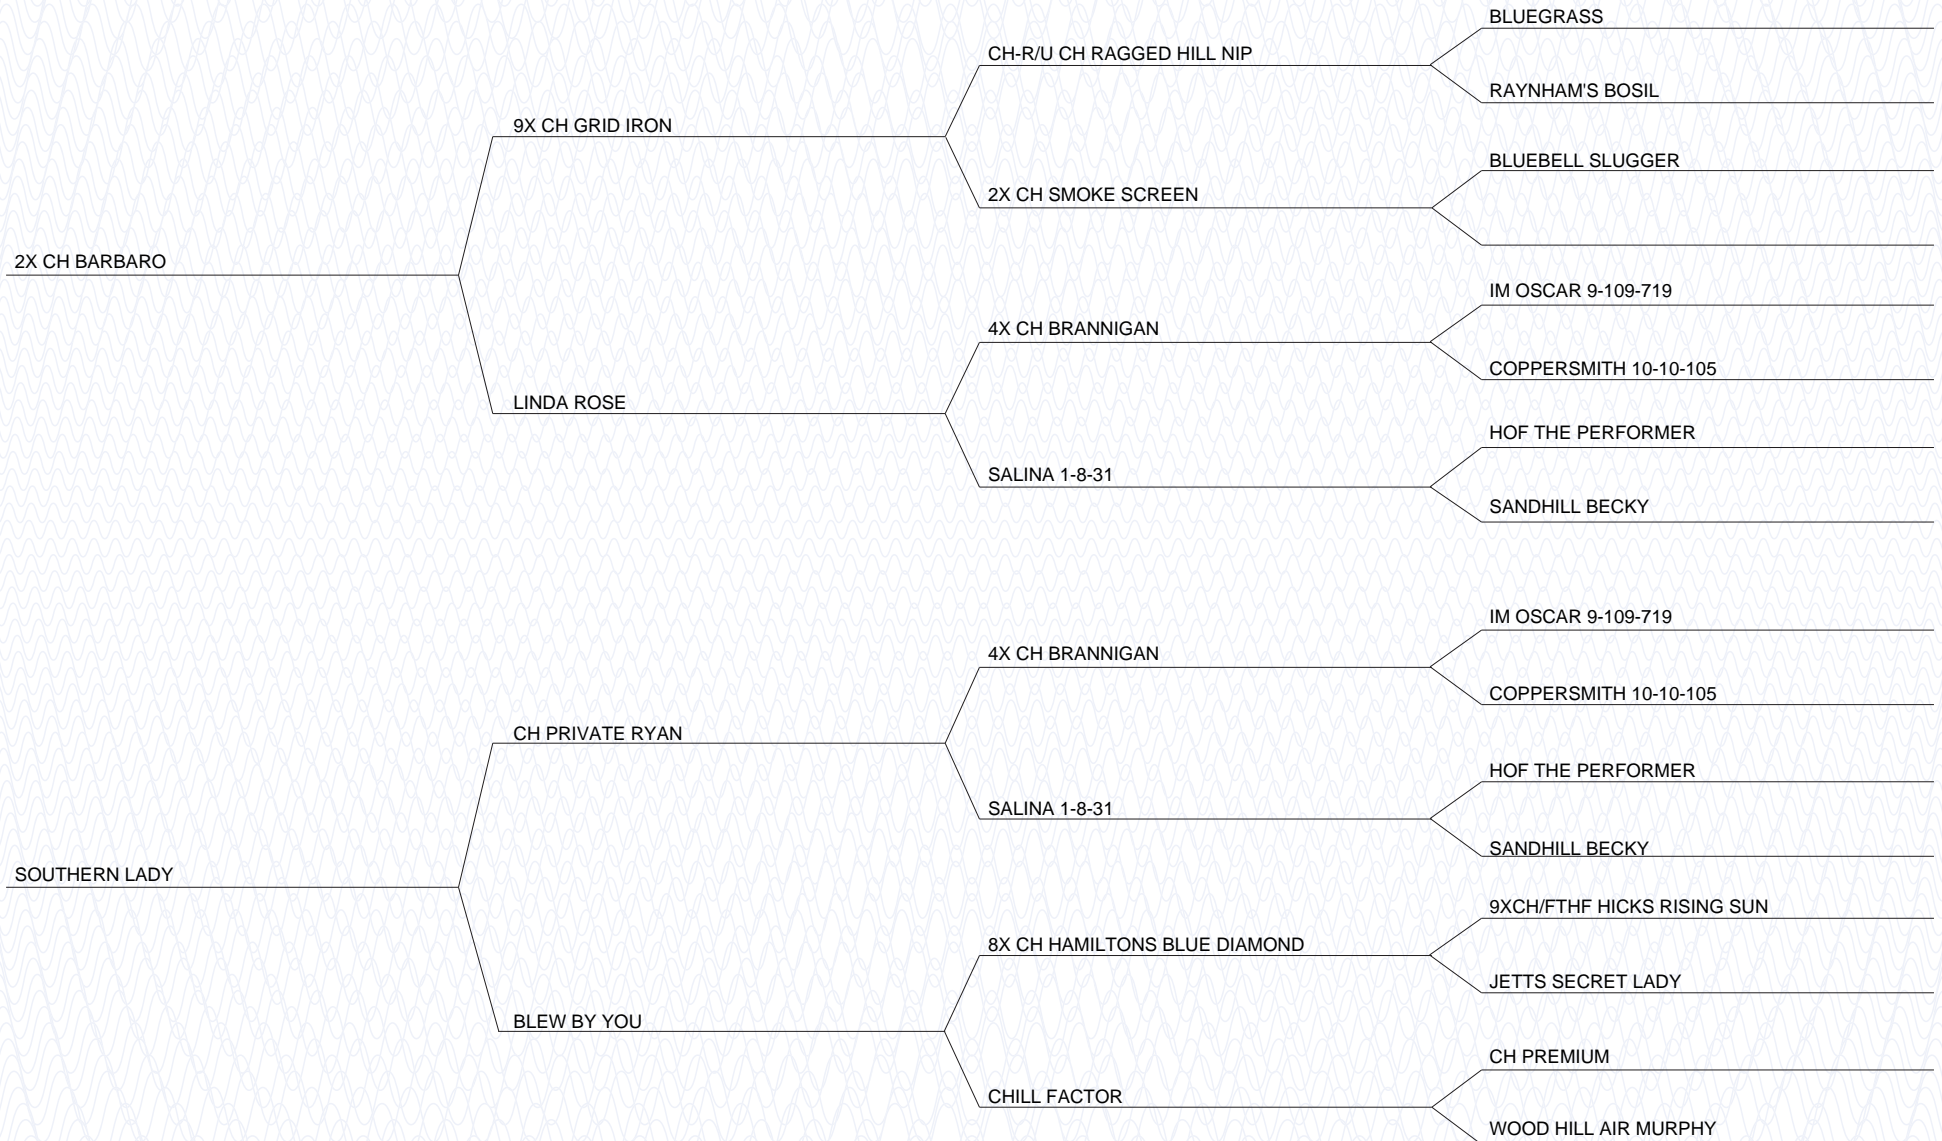 BLUEGRASS
CH-R/U CH RAGGED HILL NIP
RAYNHAM'S BOSIL
9X CH GRID IRON
BLUEBELL SLUGGER
2X CH SMOKE SCREEN
2X CH BARBARO
IM OSCAR 9-109-719
4X CH BRANNIGAN
COPPERSMITH 10-10-105
LINDA ROSE
HOF THE PERFORMER
SALINA 1-8-31
SANDHILL BECKY
IM OSCAR 9-109-719
4X CH BRANNIGAN
COPPERSMITH 10-10-105
CH PRIVATE RYAN
HOF THE PERFORMER
SALINA 1-8-31
SANDHILL BECKY
SOUTHERN LADY
9XCH/FTHF HICKS RISING SUN
8X CH HAMILTONS BLUE DIAMOND
JETTS SECRET LADY
BLEW BY YOU
CH PREMIUM
CHILL FACTOR
WOOD HILL AIR MURPHY